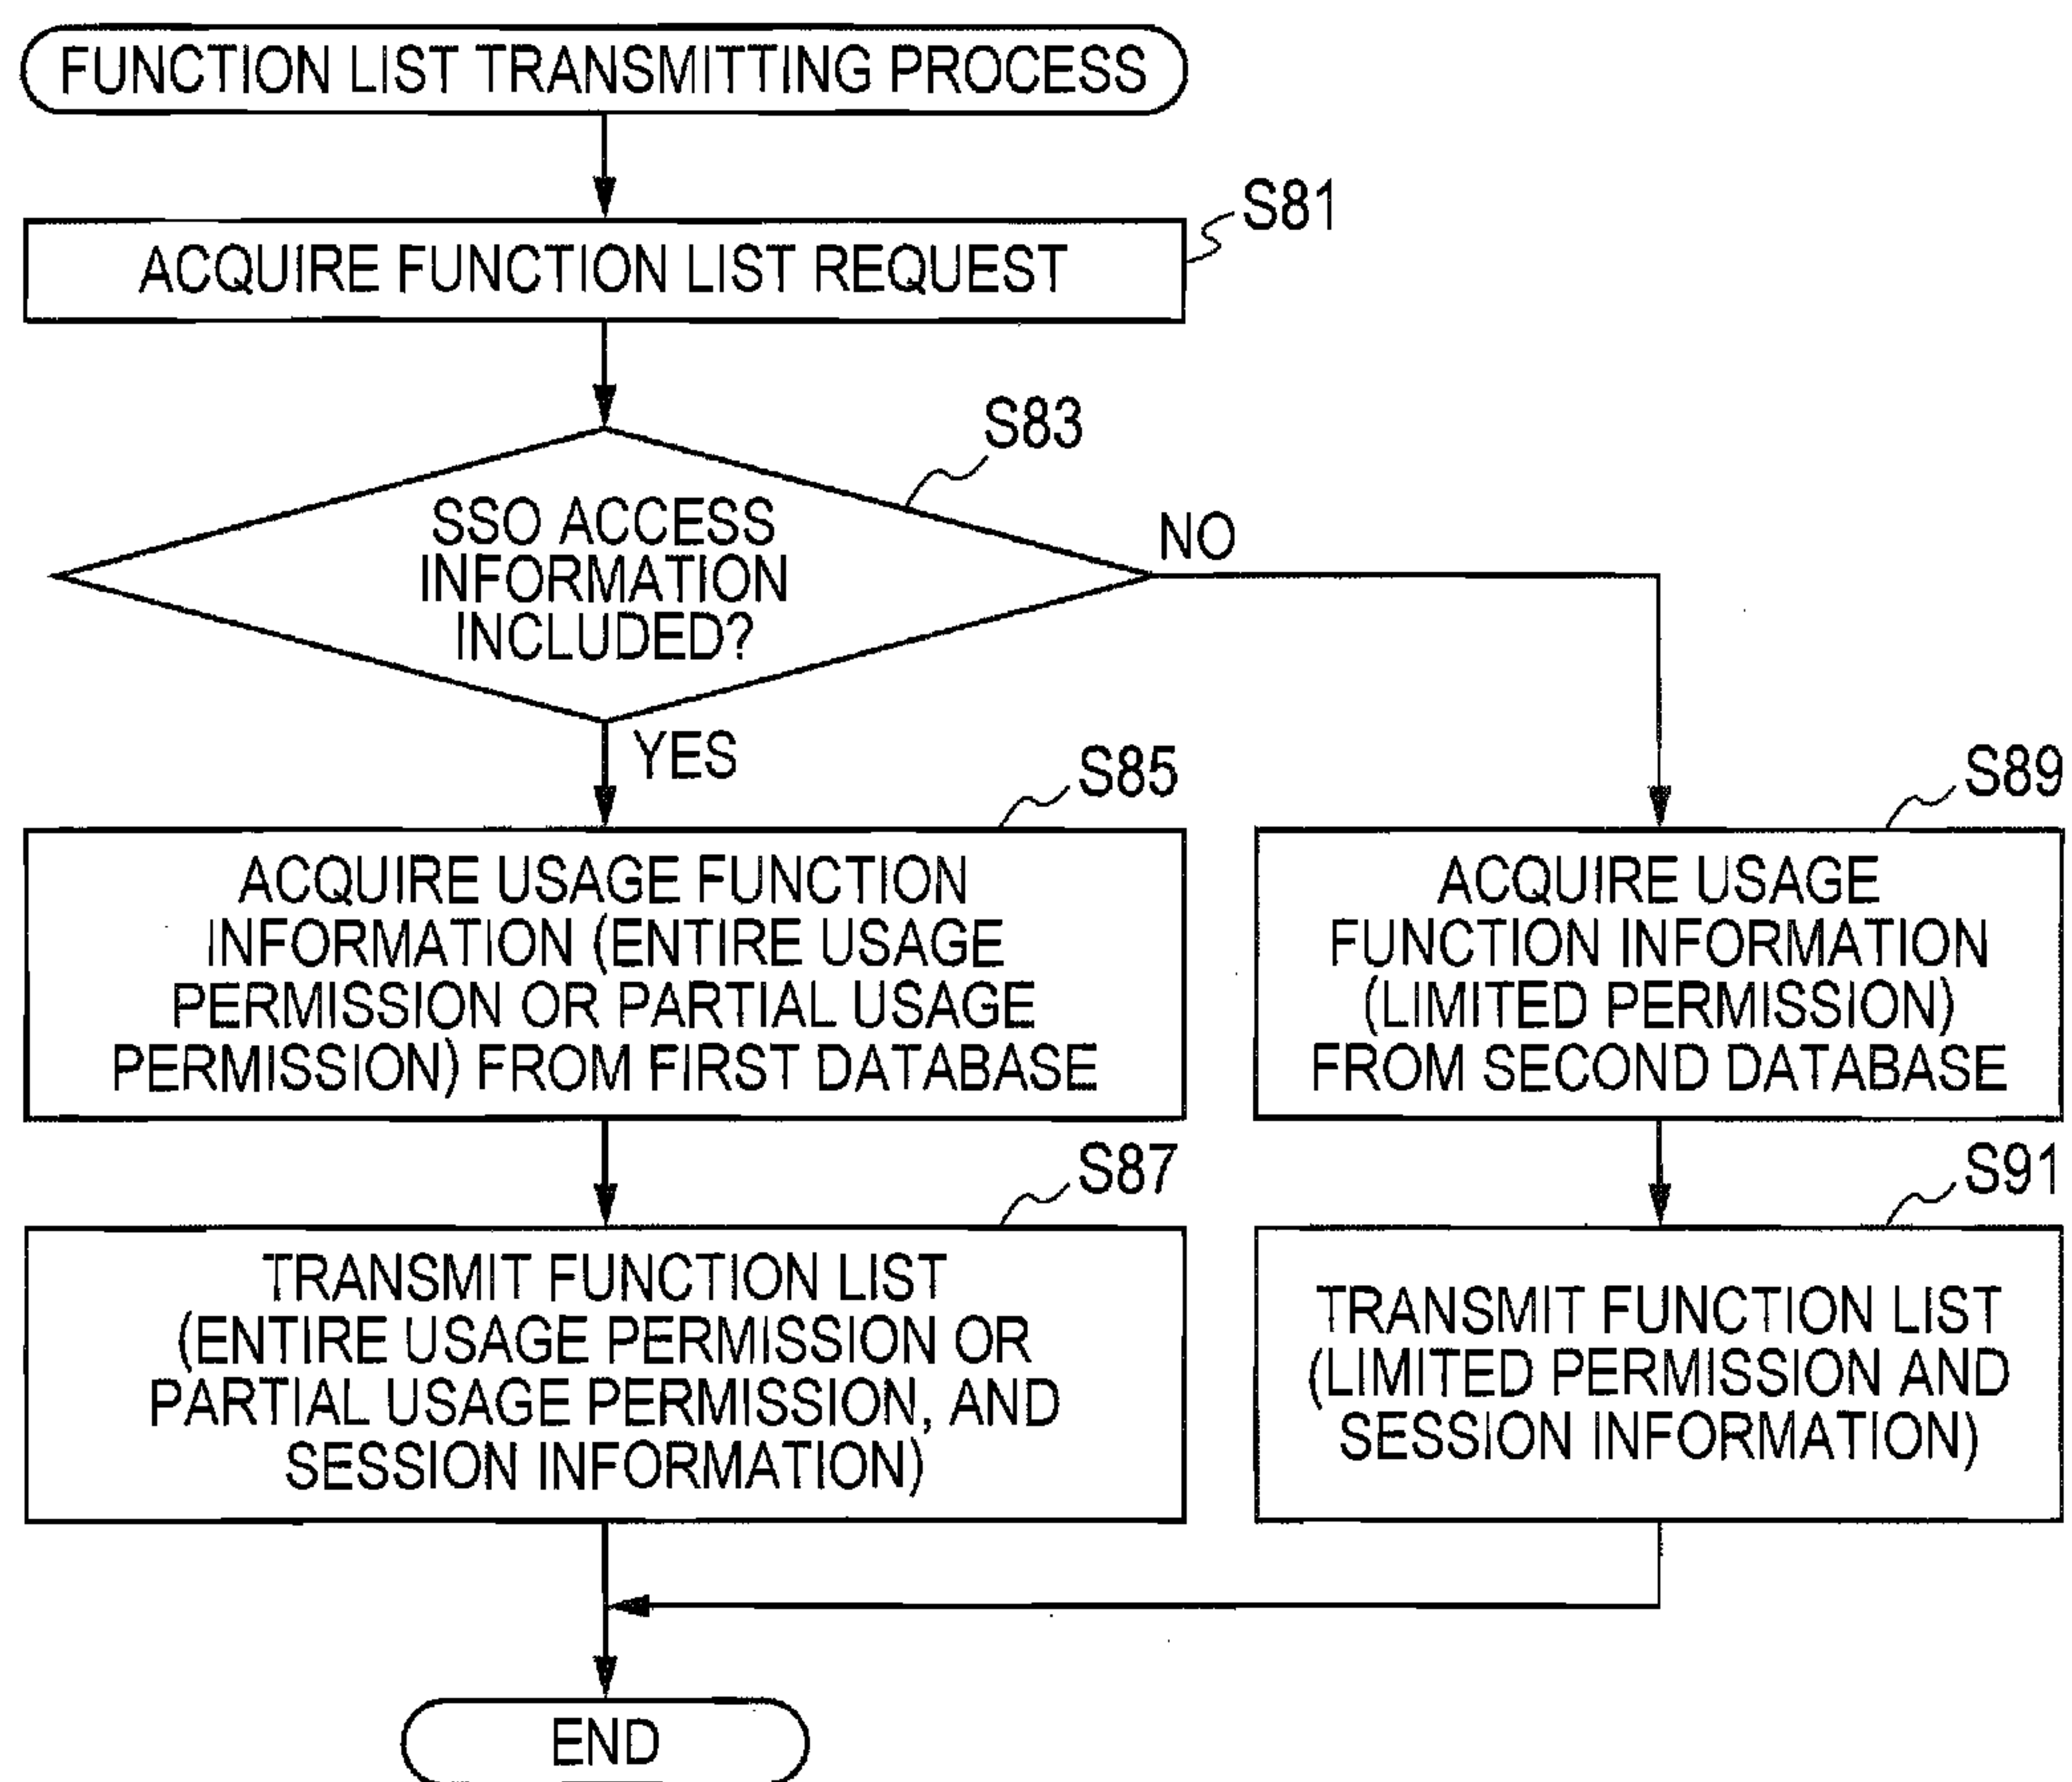 FUNCTION LIST TRANSMITTING PROCESS
S81
ACQUIRE FUNCTION LIST REQUEST
S83
SSO ACCESS
INFORMATION
INCLUDED?
NO
YES
S85
ACQUIRE USAGE FUNCTION
INFORMATION (ENTIRE USAGE
PERMISSION OR PARTIAL USAGE
PERMISSION) FROM FIRST DATABASE
S89
ACQUIRE USAGE
FUNCTION INFORMATION
(LIMITED PERMISSION)
FROM SECOND DATABASE
S87
TRANSMIT FUNCTION LIST
(ENTIRE USAGE PERMISSION OR
PARTIAL USAGE PERMISSION, AND
SESSION INFORMATION)
S91
TRANSMIT FUNCTION LIST
(LIMITED PERMISSION AND
SESSION INFORMATION)
END